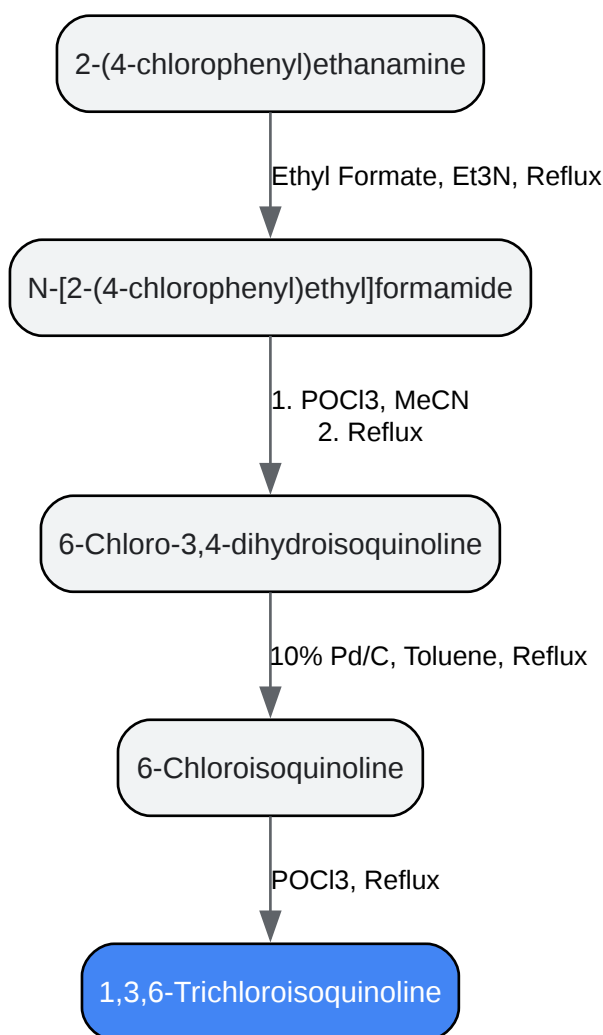 2-(4-chlorophenyl)ethanamine
Ethyl Formate, Et3N, Reflux
N-[2-(4-chlorophenyl)ethyl]formamide
1. POCl3, MeCN
2. Reflux
6-Chloro-3,4-dihydroisoquinoline
10% Pd/C, Toluene, Reflux
6-Chloroisoquinoline
POCl3, Reflux
1,3,6-Trichloroisoquinoline